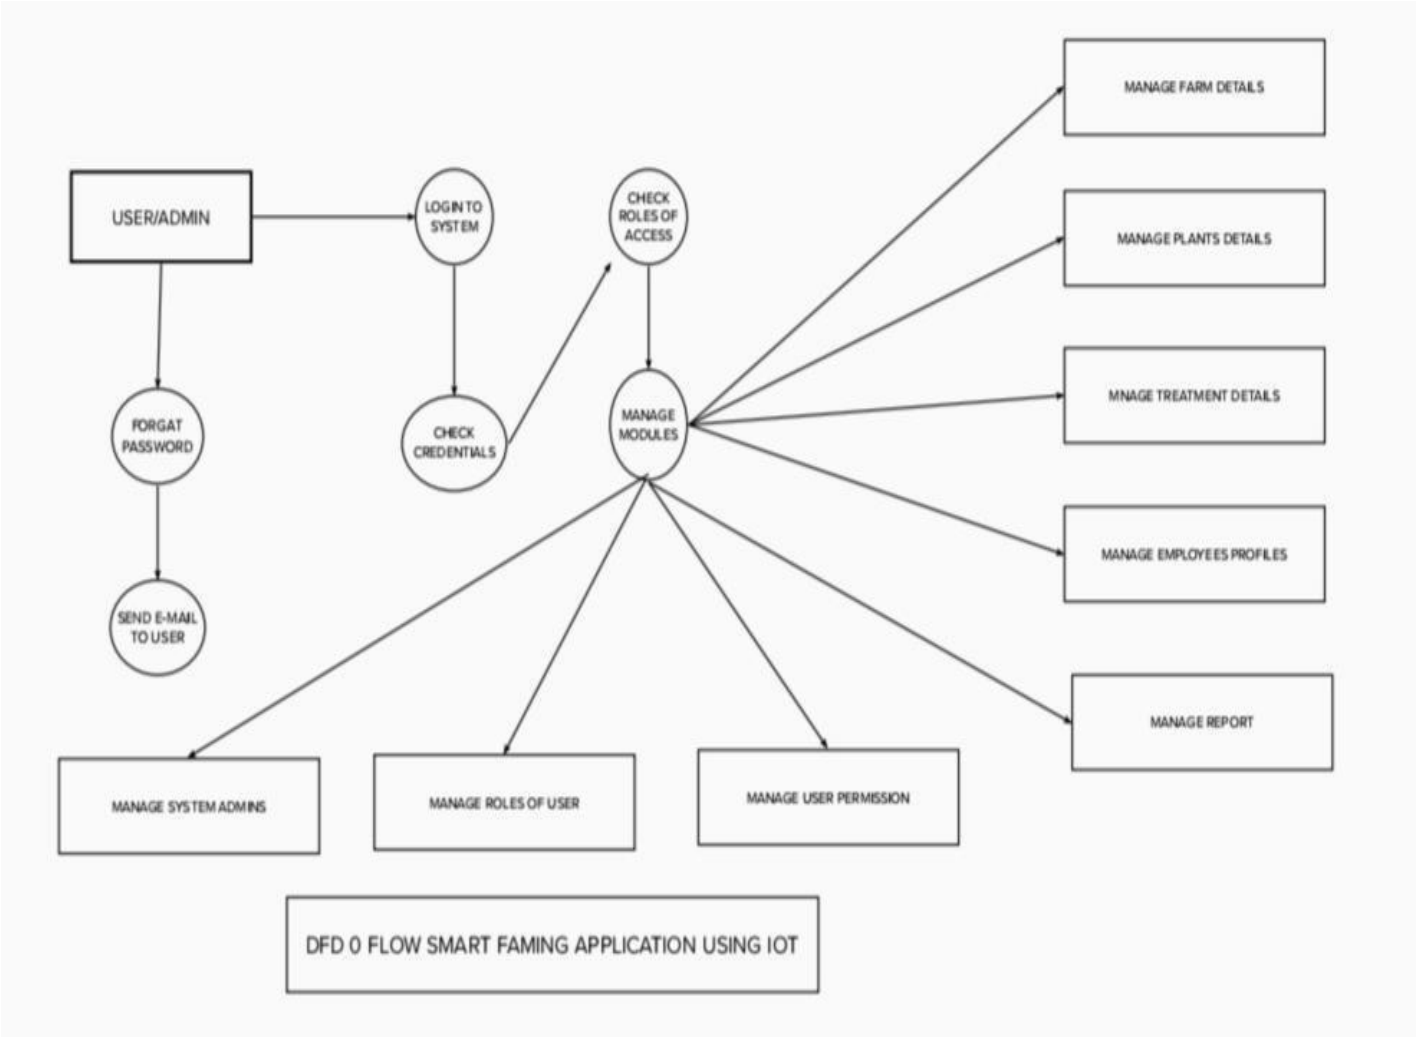 MANAGE FARM DETAILS
USER/ADMIN
LOGIN TO
SYSTEM
CHECK
ROLES OF
ACCESS
MANAGE PLANTS DETAILS
FORGAT
PASSWORD
CHECK
CREDENTIALS
MANAGE
MODULES
MNAGE TREATMENT DETAILS
MANAGE EMPLOYEES PROFILES
SEND E-MAIL
TO USER
MANAGE REPORT
MANAGE SYSTEM ADMINS
MANAGE ROLES OF USER
MANAGE USER PERMISSION
DFD 0 FLOW SMART FAMING APPLICATION USING IOT